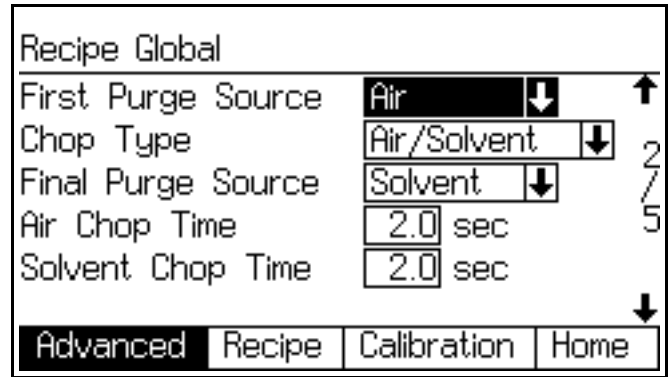 Recipe Global
First Purge Source Air
Chop Type Air/Solvent
Final Purge Source Solvent
Air Chop Time 2.0 sec
Solvent Chop Time 2.0 sec
2/5
Advanced Recipe Calibration Home